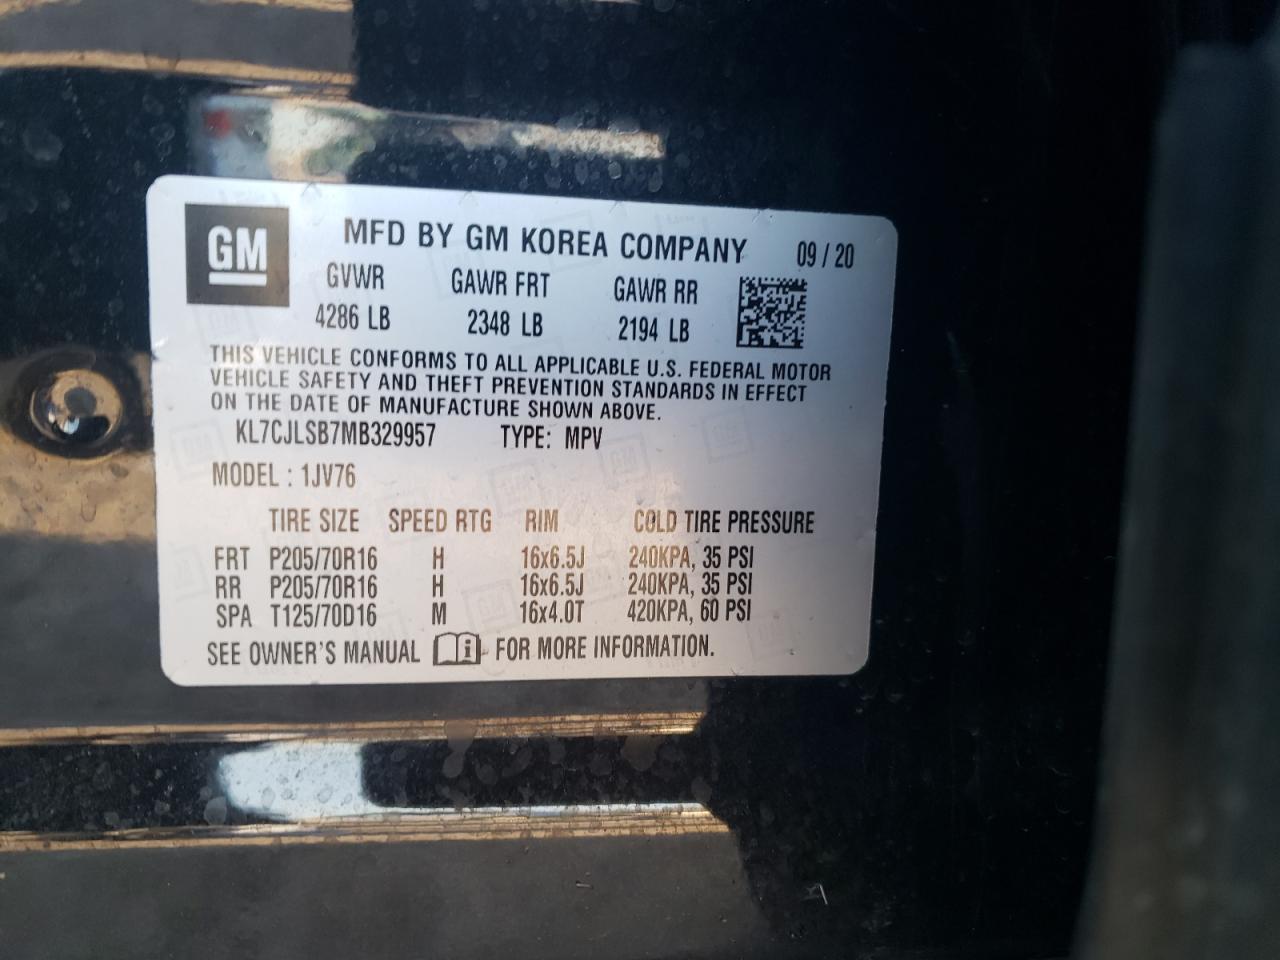 GM MFD BY GM KOREA COMPANY 09 / 20
GVWR GAWR FRT GAWR RR
4286 LB 2348 LB 2194 LB
THIS VEHICLE CONFORMS TO ALL APPLICABLE U.S. FEDERAL MOTOR
VEHICLE SAFETY AND THEFT PREVENTION STANDARDS IN EFFECT
ON THE DATE OF MANUFACTURE SHOWN ABOVE.
KL7CJLSB7MB329957 TYPE: MPV
MODEL : 1JV76
TIRE SIZE SPEED RTG RIM COLD TIRE PRESSURE
FRT P205/70R16 H 16x6.5J 240KPA, 35 PSI
RR P205/70R16 H 16x6.5J 240KPA, 35 PSI
SPA T125/70D16 M 16x4.0T 420KPA, 60 PSI
SEE OWNER'S MANUAL i FOR MORE INFORMATION.